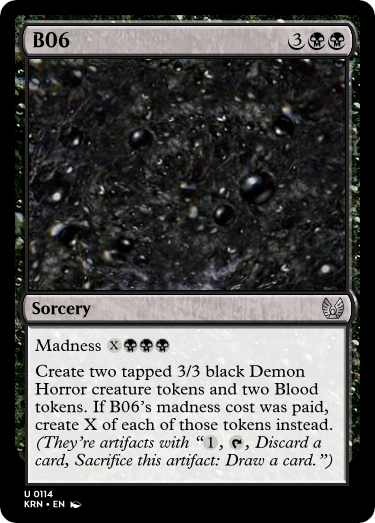 B06 3BB
Sorcery
Madness XBBB
Create two tapped 3/3 black Demon
Horror creature tokens and two Blood
tokens. If B06's madness cost was paid,
create X of each of those tokens instead.
(They're artifacts with “1, T, Discard a
card, Sacrifice this artifact: Draw a card.”)
U 0114
KRN • EN